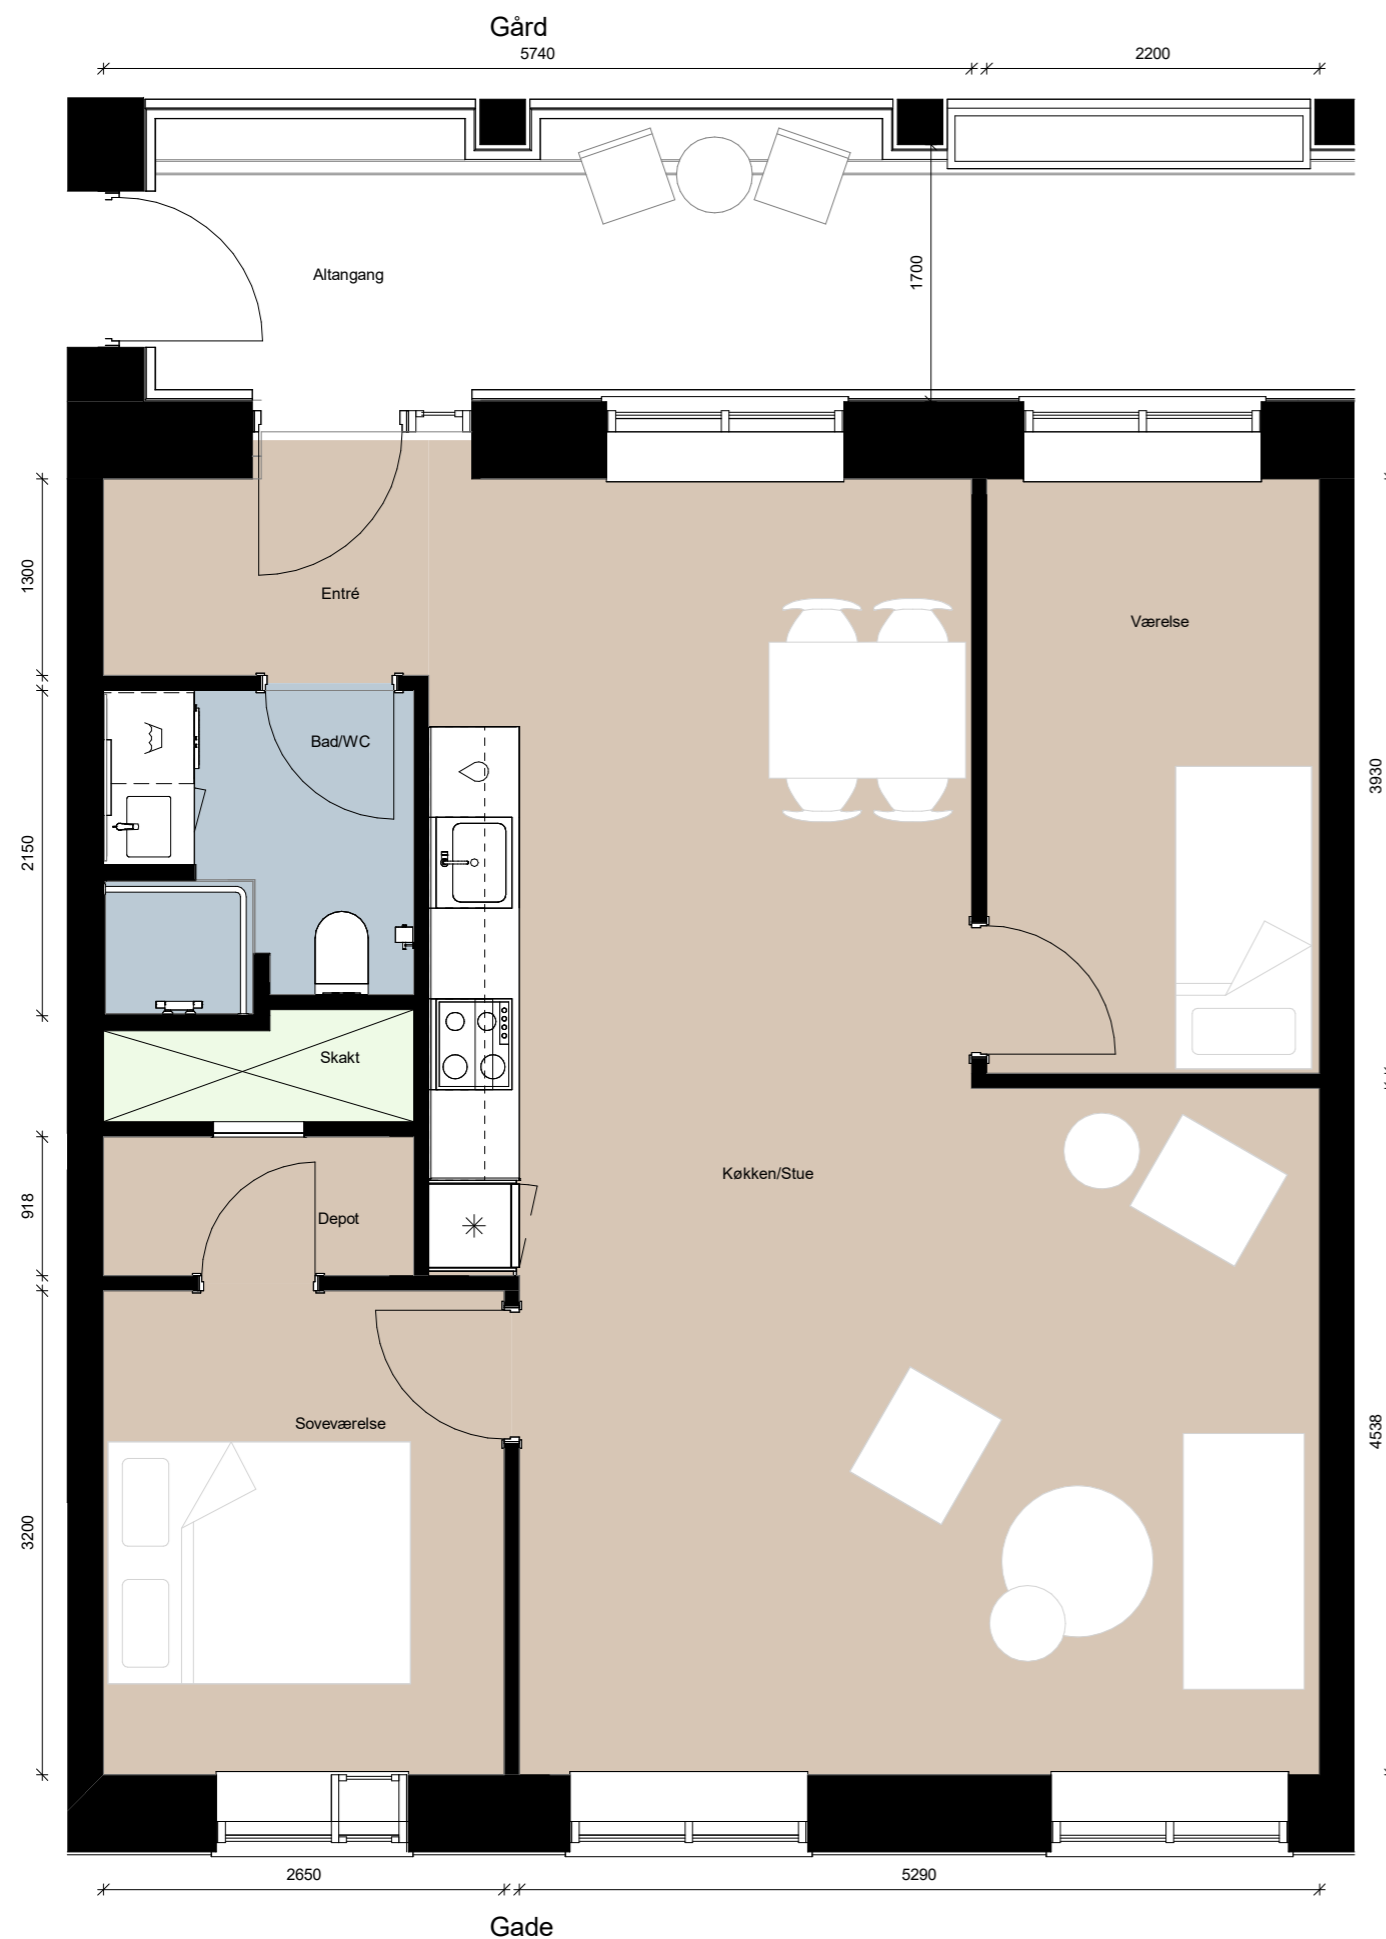 Gård
5740
2200
Altangang
1700
1300
Entré
Værelse
Bad/WC
3930
2150
Skakt
Køkken/Stue
918
Depot
Soveværelse
4538
3200
2650
5290
Gade